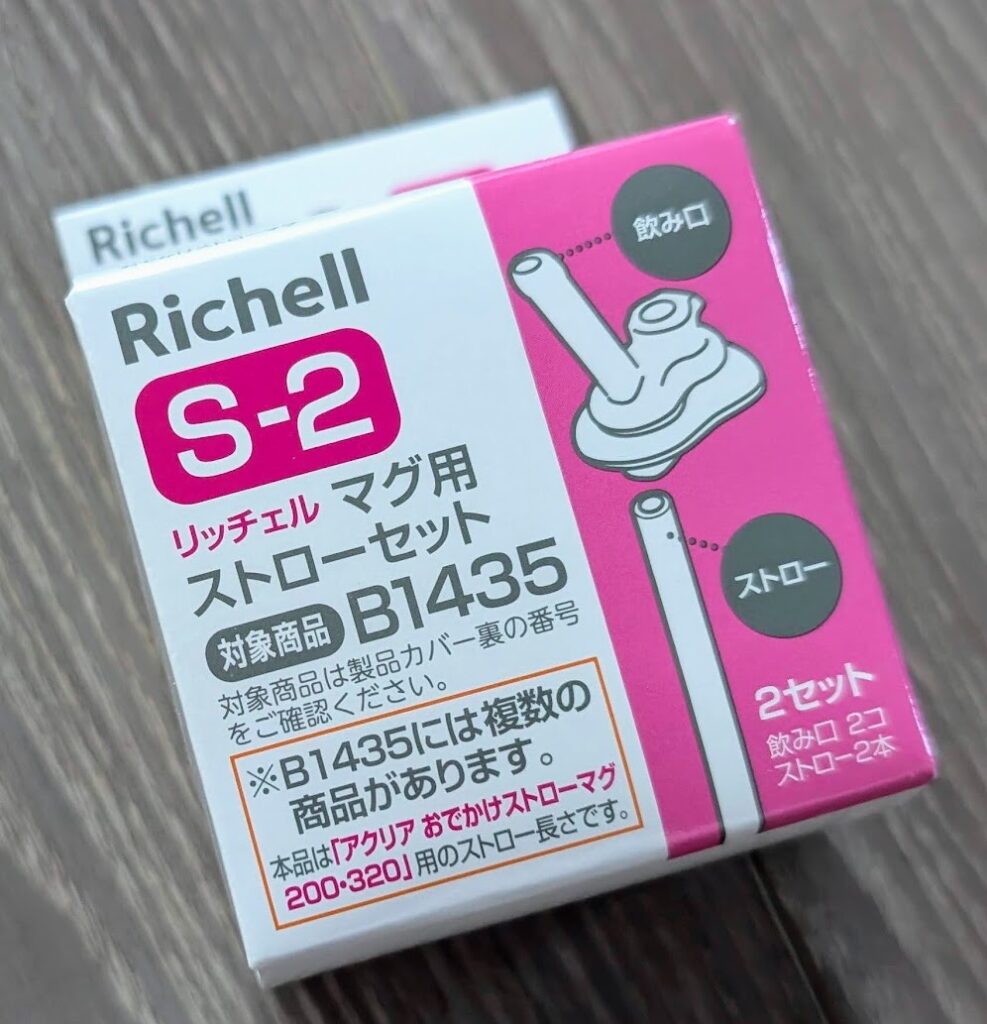 Richell
Richell
S-2
リッチェル マグ用
ストローセット
対象商品 B1435
対象商品は製品カバー裏の番号
をご確認ください。
※B1435には複数の
商品があります。
本品は「アクリア おでかけストローマグ
200・320」用のストロー長さです。
飲み口
ストロー
2セット
飲み口 2コ
ストロー2本